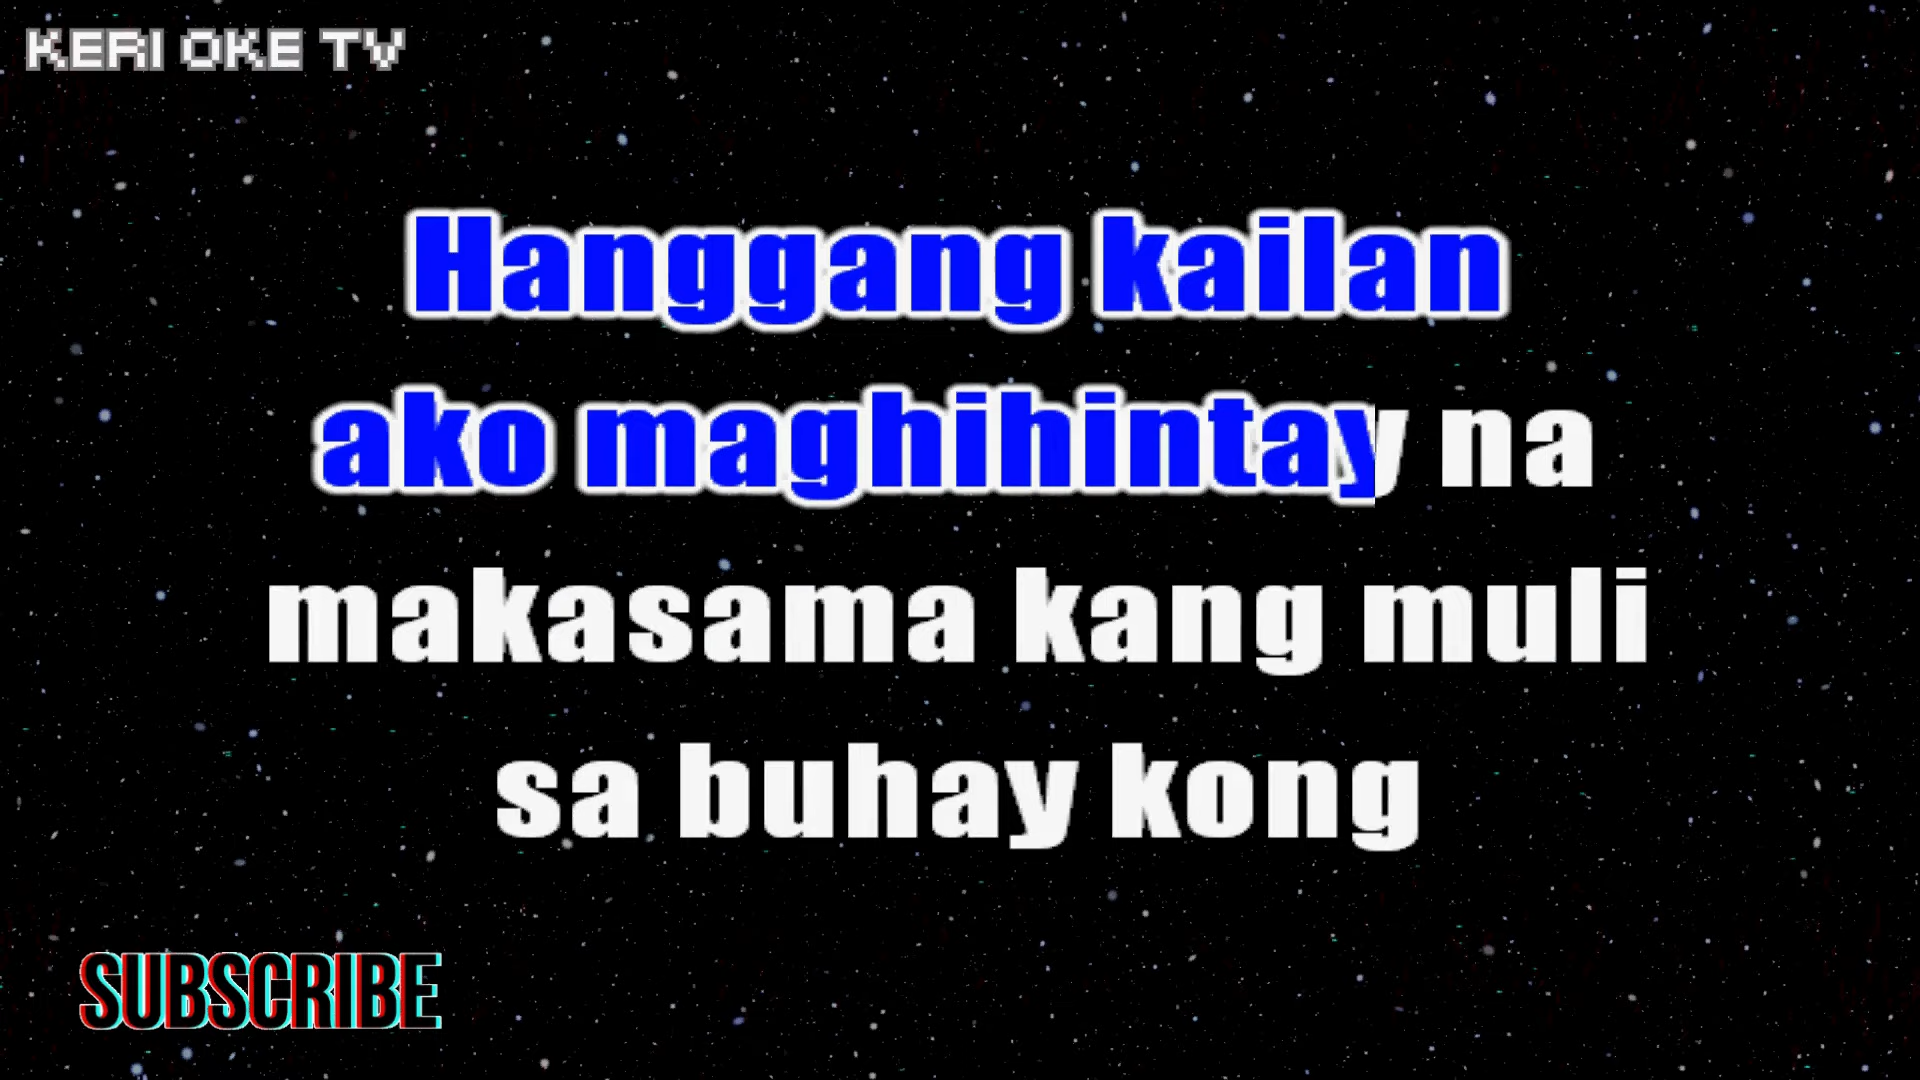 KERI OKE TV
Hanggang kailan
ako maghihintay na
makasama kang muli
sa buhay kong
SUBSCRIBE